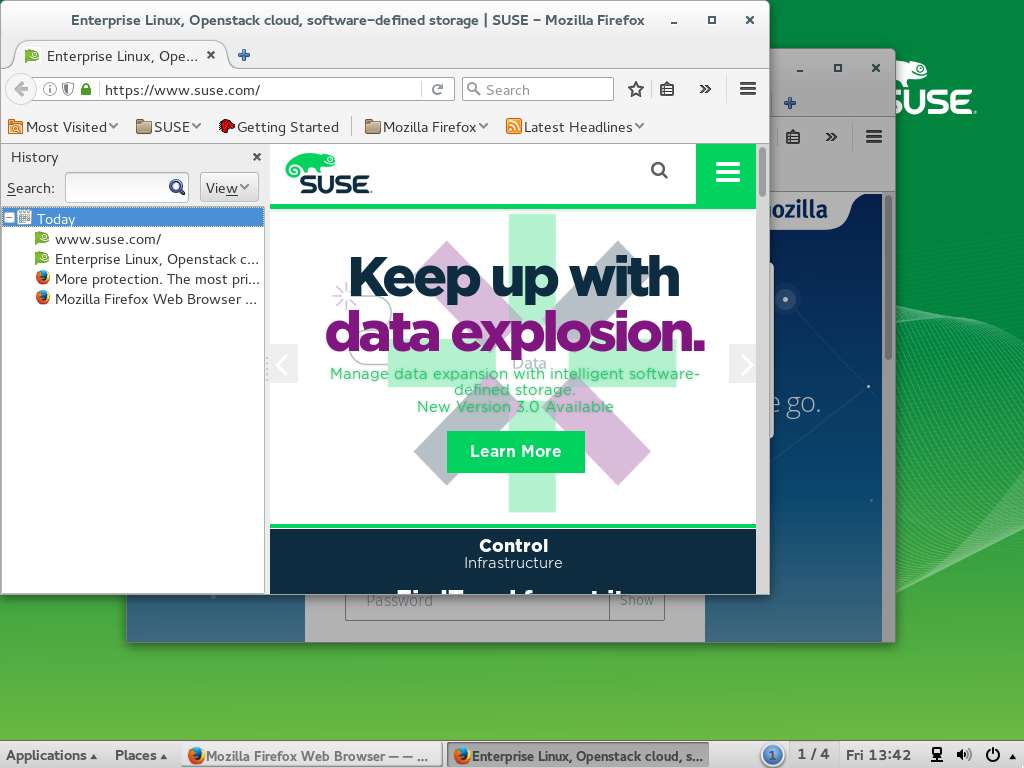 Enterprise Linux, Openstack cloud, software-defined storage | SUSE - Mozilla Firefox
Enterprise Linux, Ope...
https://www.suse.com/
Search
Most Visited
SUSE
Getting Started
Mozilla Firefox
Latest Headlines
History
Search:
View
Today
www.suse.com/
Enterprise Linux, Openstack c...
More protection. The most pri...
Mozilla Firefox Web Browser ...
SUSE
Keep up with
data explosion.
Data
Manage data expansion with intelligent software-
defined storage.
New Version 3.0 Available
Learn More
Control
Infrastructure
SUSE
ozilla
e go.
Password
Show
Applications
Places
Mozilla Firefox Web Browser — — ...
Enterprise Linux, Openstack cloud, s...
1
1 / 4
Fri 13:42